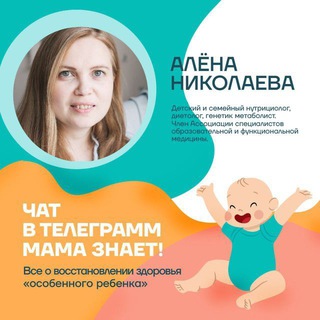 АЛЁНА
НИКОЛАЕВА
Детский и семейный нутрициолог,
диетолог, генетик метаболист.
Член Ассоциации специалистов
образовательной и функциональной
медицины.
ЧАТ
В ТЕЛЕГРАММ
МАМА ЗНАЕТ!
Все о восстановлении здоровья
«особенного ребенка»